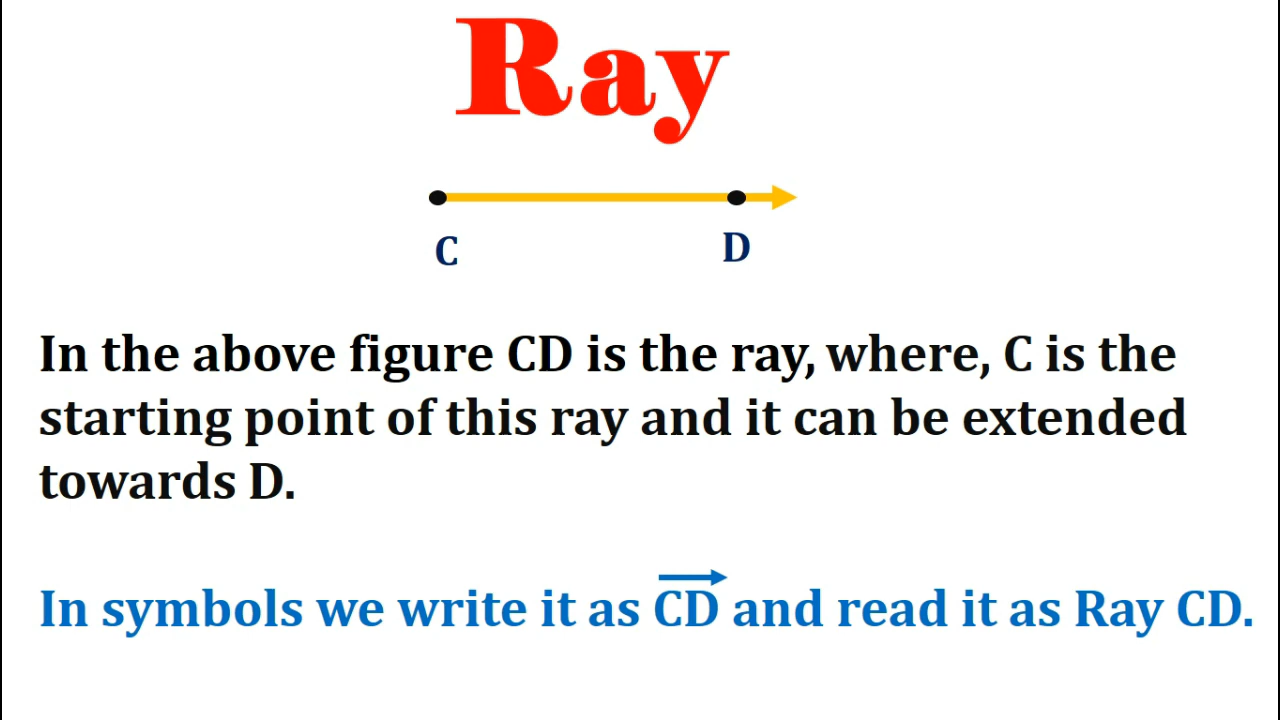 Ray
C D
In the above figure CD is the ray, where, C is the
starting point of this ray and it can be extended
towards D.
In symbols we write it as $\overrightarrow{CD}$ and read it as Ray CD.